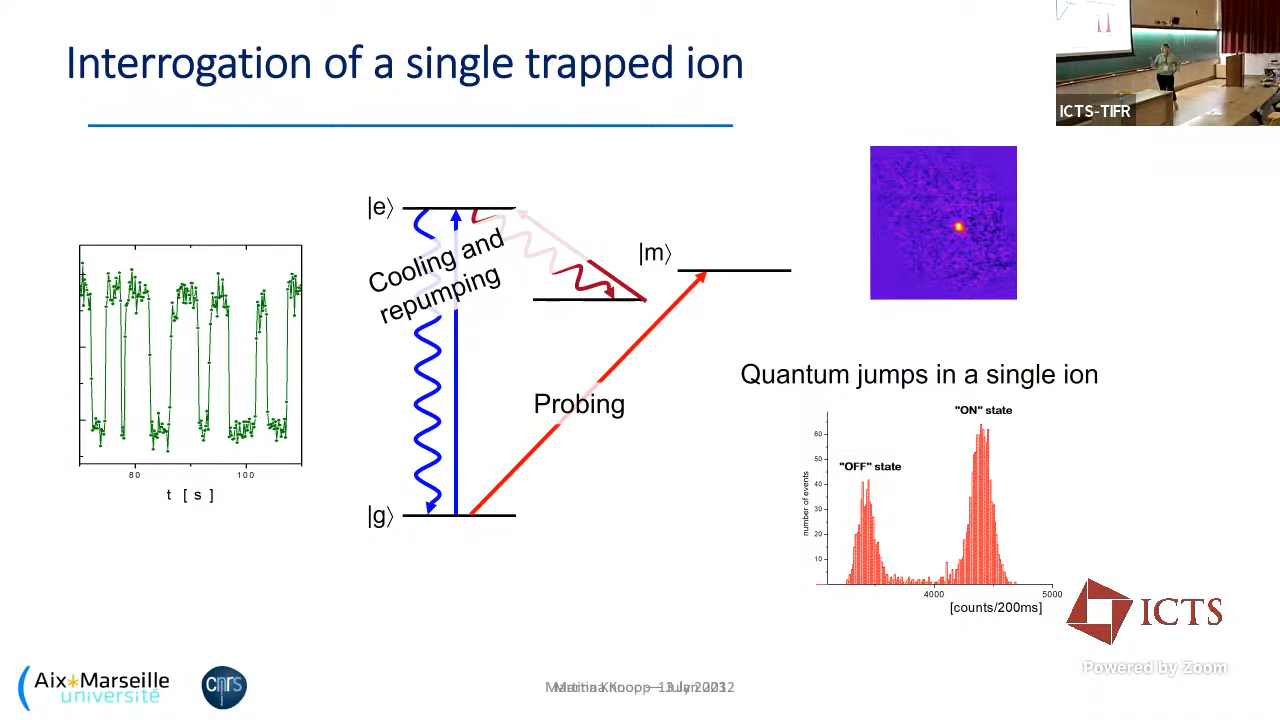 Interrogation of a single trapped ion
ICTS-TIFR
|e⟩
Cooling and
repumping
|m⟩
Probing
|g⟩
80 100
t [ s ]
Quantum jumps in a single ion
"ON" state
"OFF" state
number of events
60
50
40
30
20
10
4000 5000
[counts/200ms]
ICTS
Powered by Zoom
Aix*Marseille
université
cnrs